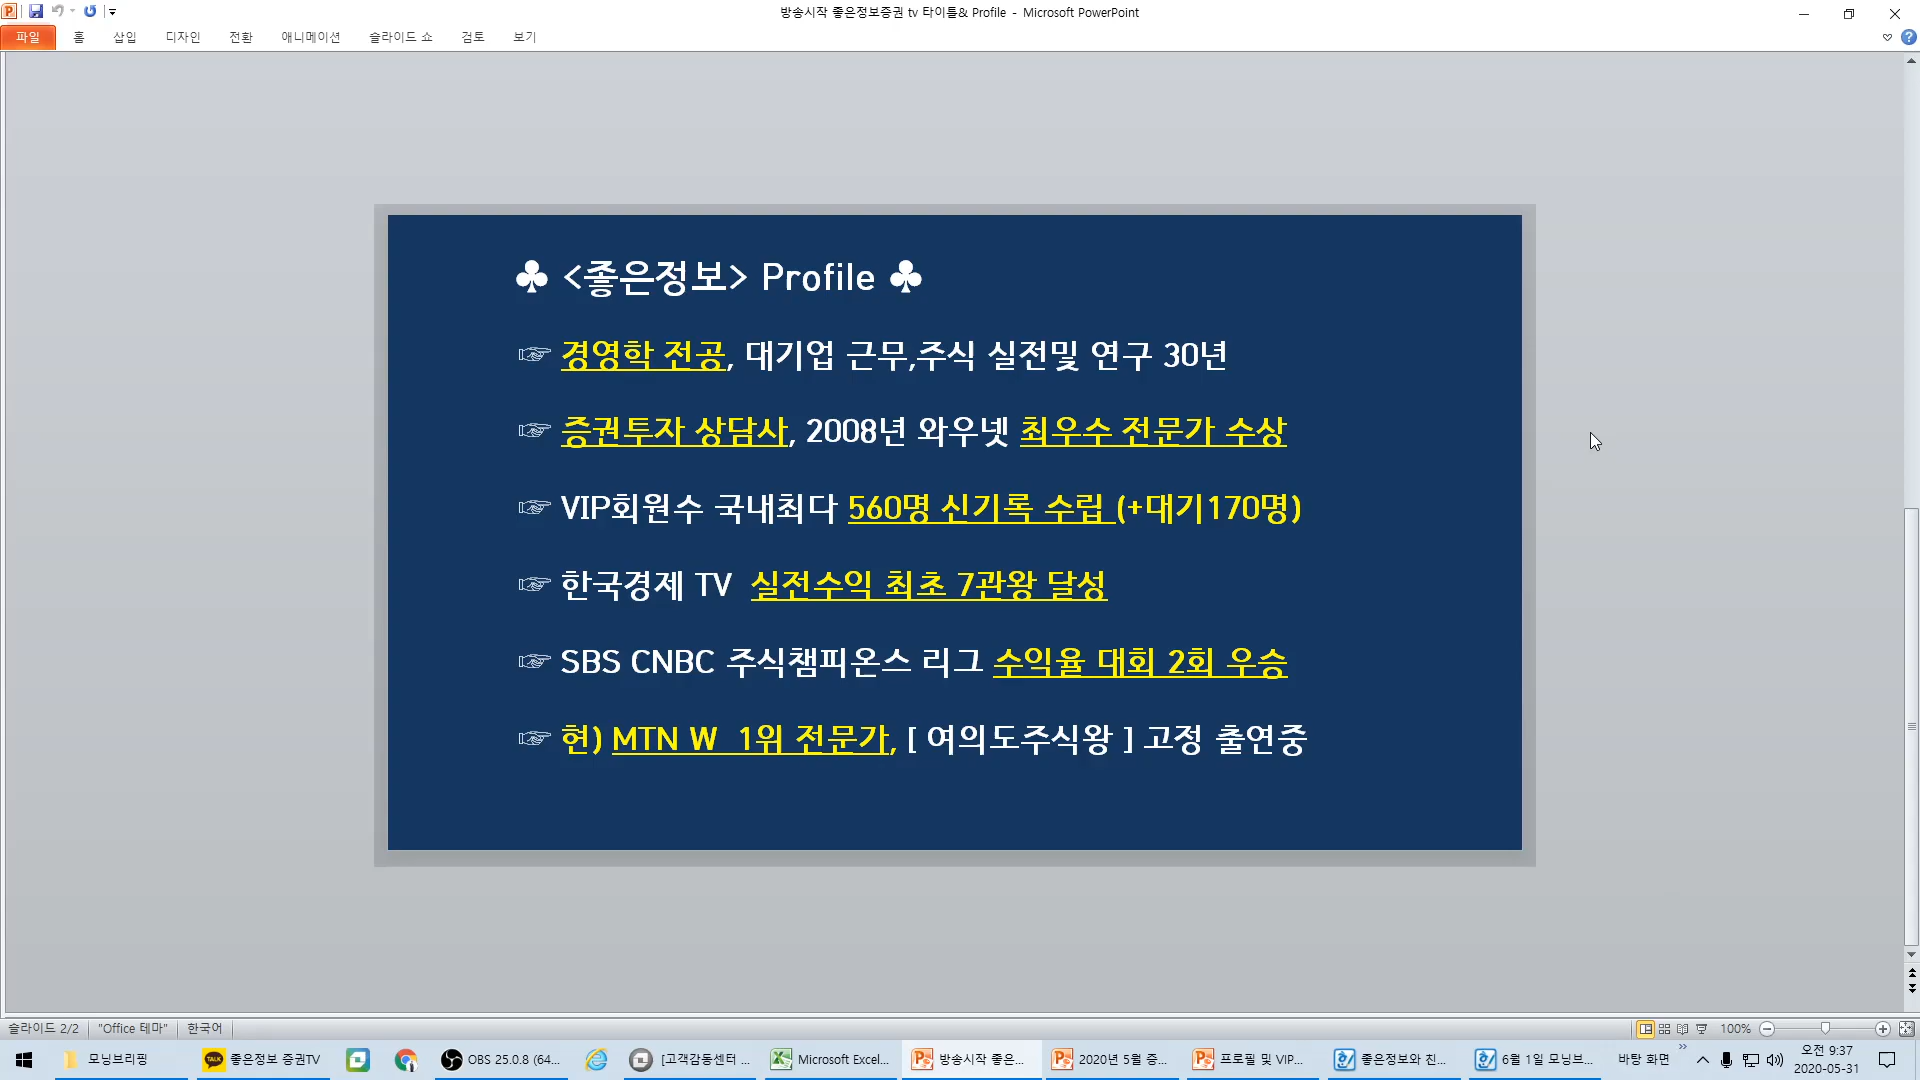 방송시작 좋은정보증권 tv 타이틀& Profile - Microsoft PowerPoint
파일 홈 삽입 디자인 전환 애니메이션 슬라이드 쇼 검토 보기
♣ <좋은정보> Profile ♣
☞ 경영학 전공, 대기업 근무,주식 실전및 연구 30년
☞ 증권투자 상담사, 2008년 와우넷 최우수 전문가 수상
☞ VIP회원수 국내최다 560명 신기록 수립 (+대기170명)
☞ 한국경제 TV 실전수익 최초 7관왕 달성
☞ SBS CNBC 주식챔피온스 리그 수익율 대회 2회 우승
☞ 현) MTN W 1위 전문가, [ 여의도주식왕 ] 고정 출연중
슬라이드 2/2 "Office 테마" 한국어 100%
모닝브리핑 TALK 좋은정보 증권TV OBS 25.0.8 (64... [고객감동센터 ... Microsoft Excel... 방송시작 좋은... 2020년 5월 증... 프로필 및 VIP... 좋은정보와 친... 6월 1일 모닝브... 바탕 화면 오전 9:37
2020-05-31